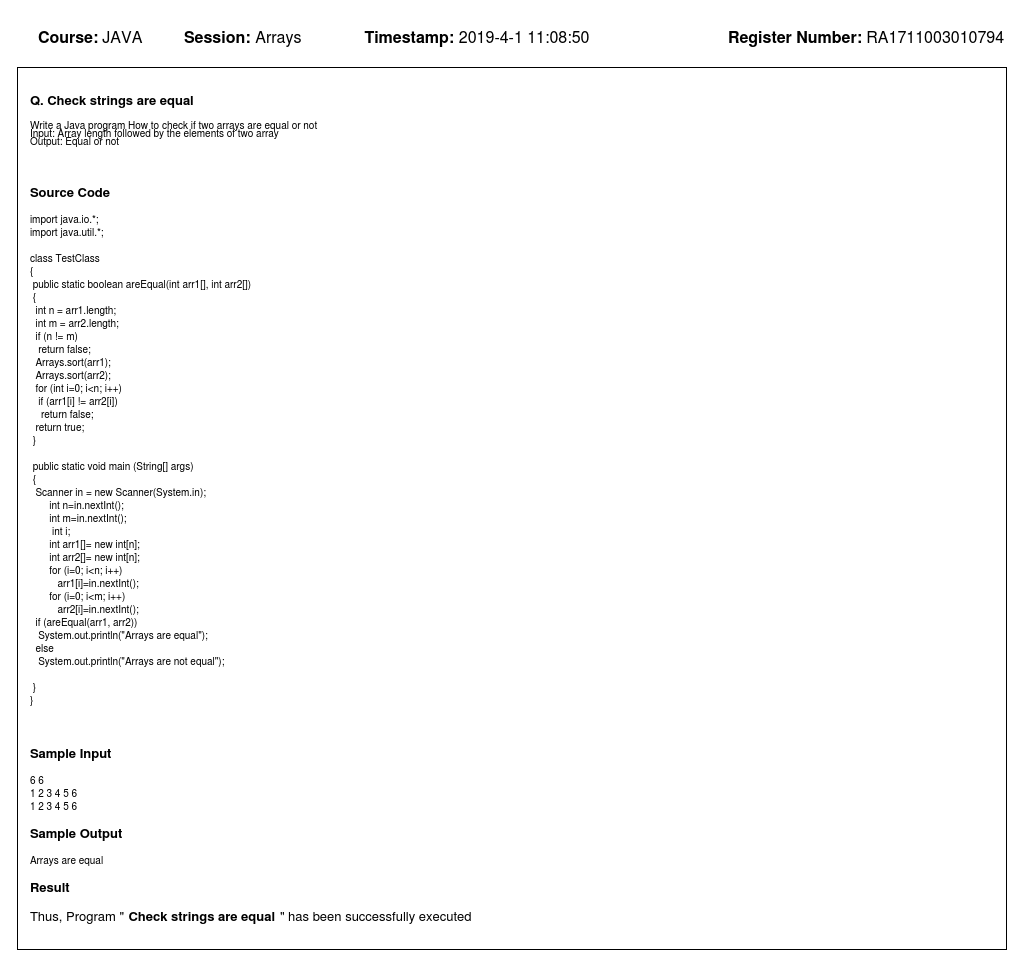 Course: JAVA Session: Arrays Timestamp: 2019-4-1 11:08:50 Register Number: RA1711003010794
Q. Check strings are equal
Write a Java program How to check if two arrays are equal or not
Input: Array length followed by the elements of two array
Output: Equal or not
Source Code
import java.io.*;
import java.util.*;
class TestClass
{
public static boolean areEqual(int arr1[], int arr2[])
{
int n = arr1.length;
int m = arr2.length;
if (n != m)
return false;
Arrays.sort(arr1);
Arrays.sort(arr2);
for (int i=0; i<n; i++)
if (arr1[i] != arr2[i])
return false;
return true;
}
public static void main (String[] args)
{
Scanner in = new Scanner(System.in);
int n=in.nextInt();
int m=in.nextInt();
int i;
int arr1[]= new int[n];
int arr2[]= new int[n];
for (i=0; i<n; i++)
arr1[i]=in.nextInt();
for (i=0; i<m; i++)
arr2[i]=in.nextInt();
if (areEqual(arr1, arr2))
System.out.println("Arrays are equal");
else
System.out.println("Arrays are not equal");
}
}
Sample Input
6 6
1 2 3 4 5 6
1 2 3 4 5 6
Sample Output
Arrays are equal
Result
Thus, Program " Check strings are equal " has been successfully executed